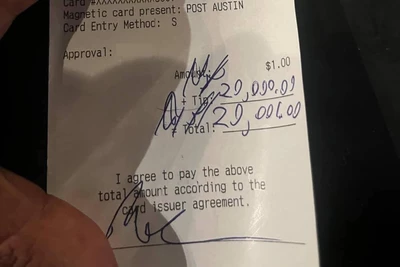 Card #XXXXXXXXXXXX
Magnetic card present: POST AUSTIN
Card Entry Method: S
Approval:
Amount: $1.00
+ Tip: 20,000.00
= Total: 20,001.00
I agree to pay the above
total amount according to the
card issuer agreement.